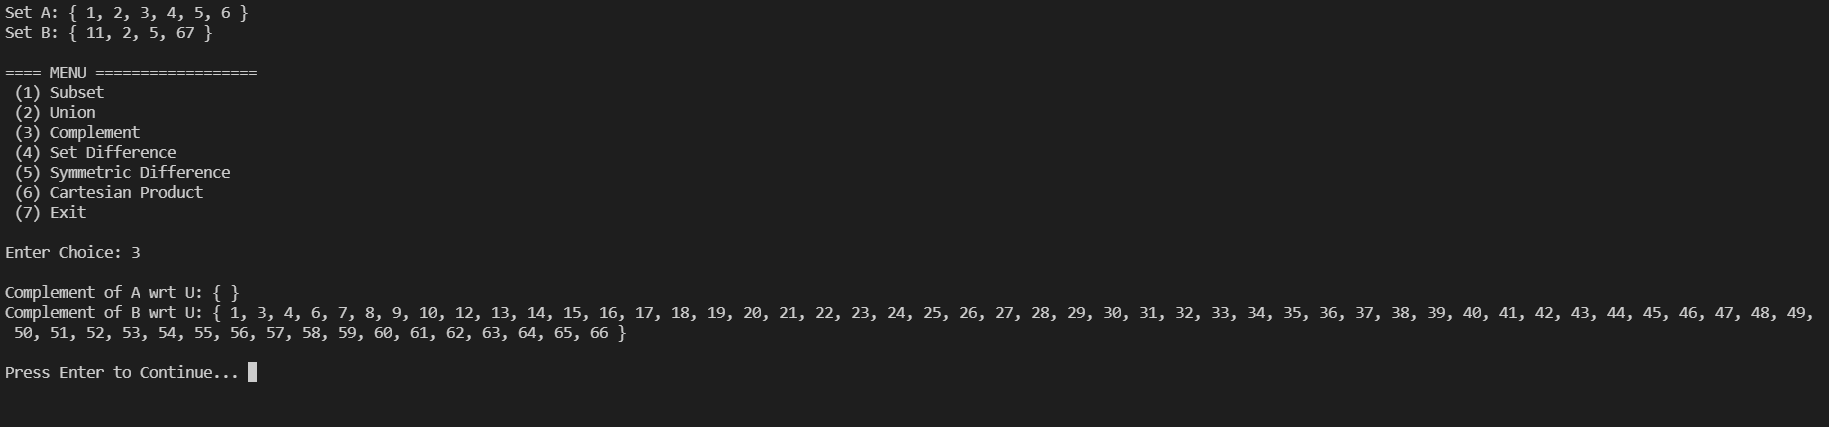 Set A: { 1, 2, 3, 4, 5, 6 }
Set B: { 11, 2, 5, 67 }
==== MENU ==================
(1) Subset
(2) Union
(3) Complement
(4) Set Difference
(5) Symmetric Difference
(6) Cartesian Product
(7) Exit
Enter Choice: 3
Complement of A wrt U: { }
Complement of B wrt U: { 1, 3, 4, 6, 7, 8, 9, 10, 12, 13, 14, 15, 16, 17, 18, 19, 20, 21, 22, 23, 24, 25, 26, 27, 28, 29, 30, 31, 32, 33, 34, 35, 36, 37, 38, 39, 40, 41, 42, 43, 44, 45, 46, 47, 48, 49,
50, 51, 52, 53, 54, 55, 56, 57, 58, 59, 60, 61, 62, 63, 64, 65, 66 }
Press Enter to Continue...